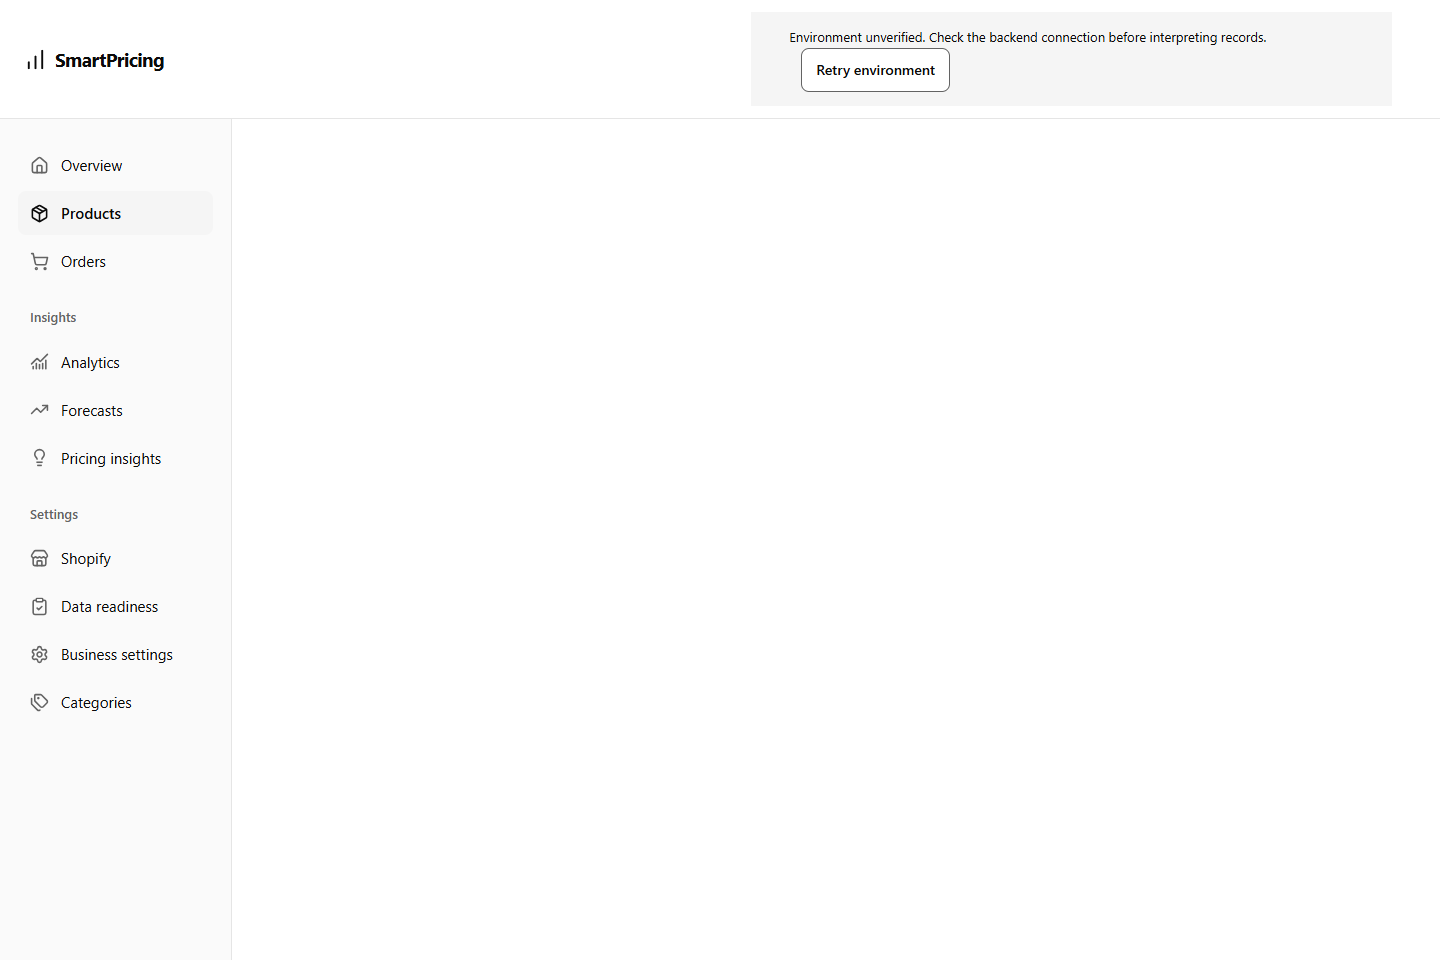 SmartPricing
Environment unverified. Check the backend connection before interpreting records.
Retry environment
Overview
Products
Orders
Insights
Analytics
Forecasts
Pricing insights
Settings
Shopify
Data readiness
Business settings
Categories